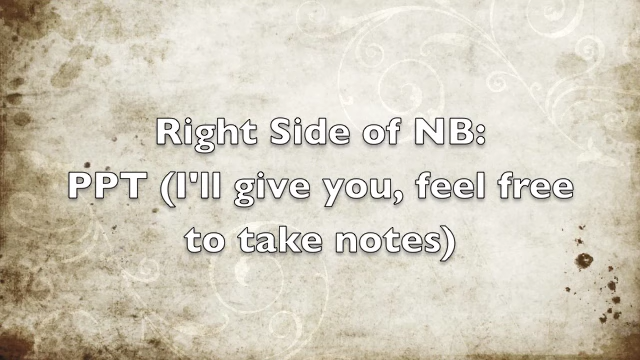 Right Side of NB:
PPT (I'll give you, feel free
to take notes)